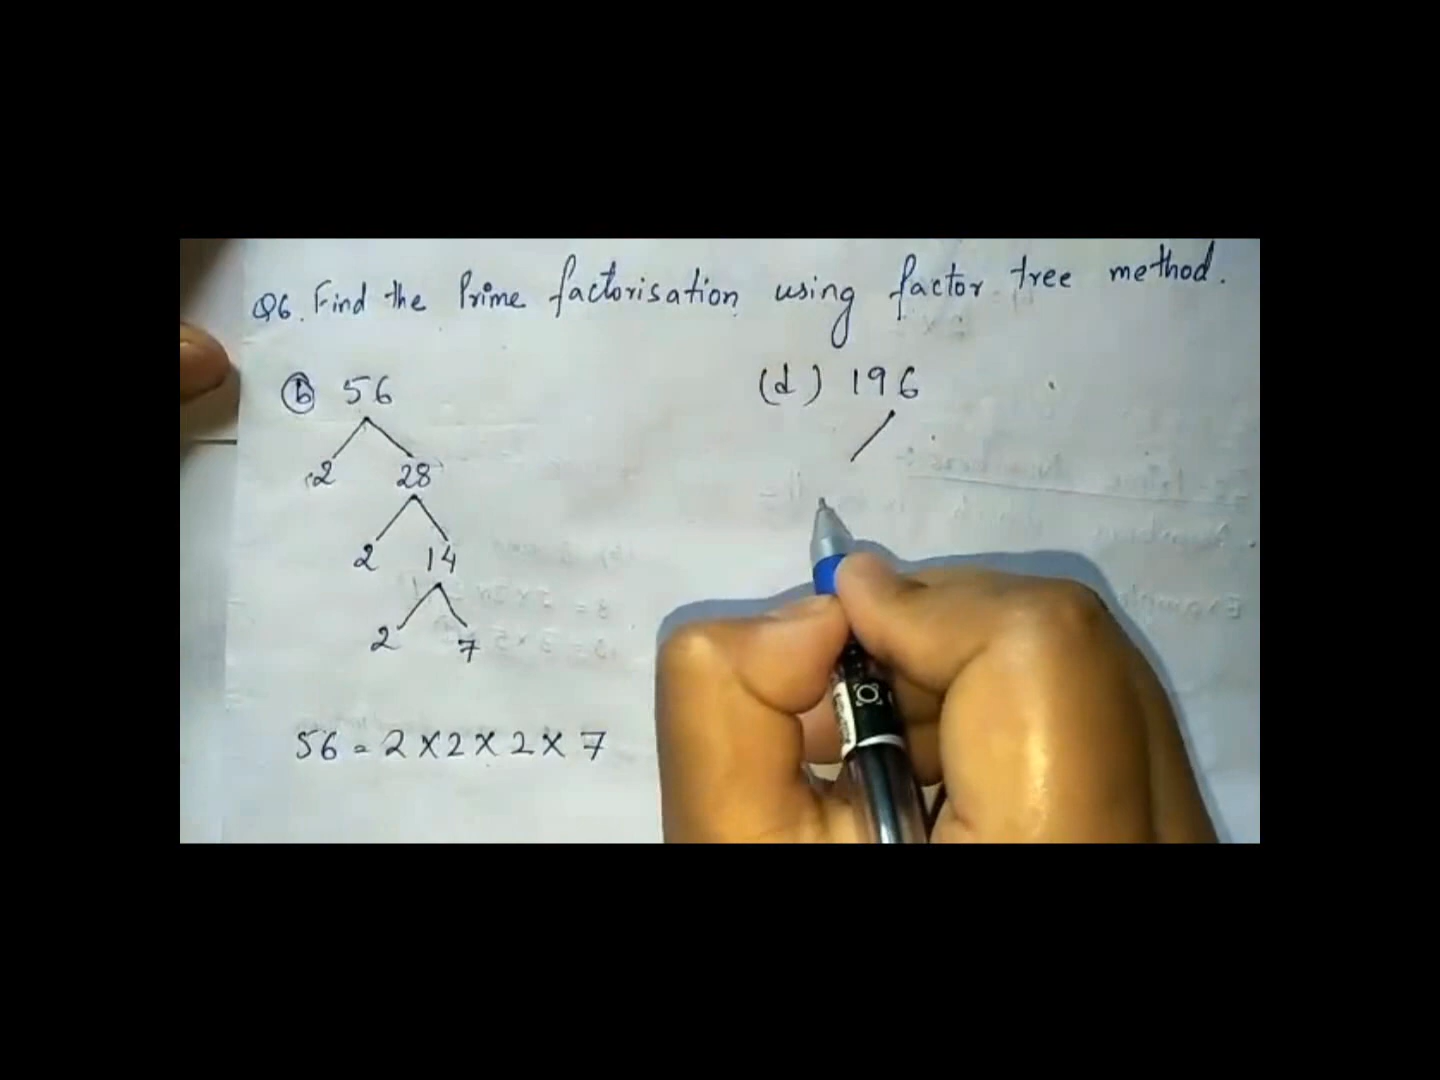 Q6. Find the Prime factorisation using factor tree method.
(b) 56
2 28
2 14
2 7
56 = 2 × 2 × 2 × 7
(d) 196